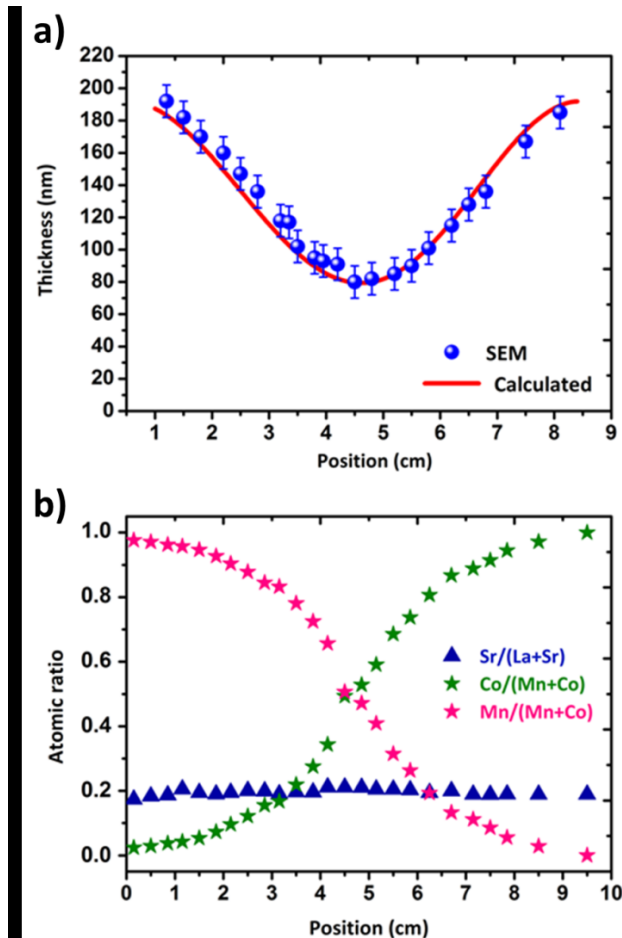 a)
220
200
180
160
140
120
100
80
60
40
20
0
Thickness (nm)
SEM
Calculated
1 2 3 4 5 6 7 8 9
Position (cm)
b)
1.0
0.8
0.6
0.4
0.2
0.0
Atomic ratio
Sr/(La+Sr)
Co/(Mn+Co)
Mn/(Mn+Co)
0 1 2 3 4 5 6 7 8 9 10
Position (cm)